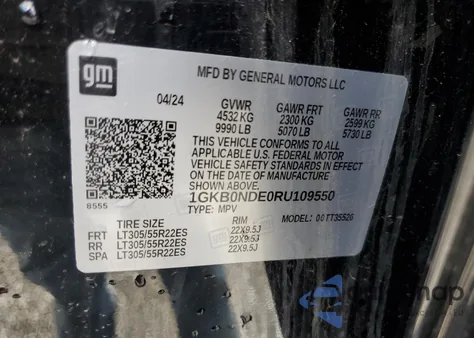 gm
MFD BY GENERAL MOTORS LLC
04/24 GVWR GAWR FRT GAWR RR
4532 KG 2300 KG 2599 KG
9990 LB 5070 LB 5730 LB
THIS VEHICLE CONFORMS TO ALL
APPLICABLE U.S. FEDERAL MOTOR
VEHICLE SAFETY STANDARDS IN EFFECT
ON THE DATE OF MANUFACTURE
SHOWN ABOVE.
1GKB0NDE0RU109550
8555 TYPE: MPV MODEL:
TIRE SIZE RIM
FRT LT305/55R22ES 22X9.5J
RR LT305/55R22ES 22X9.5J
SPA LT305/55R22ES 22X9.5J